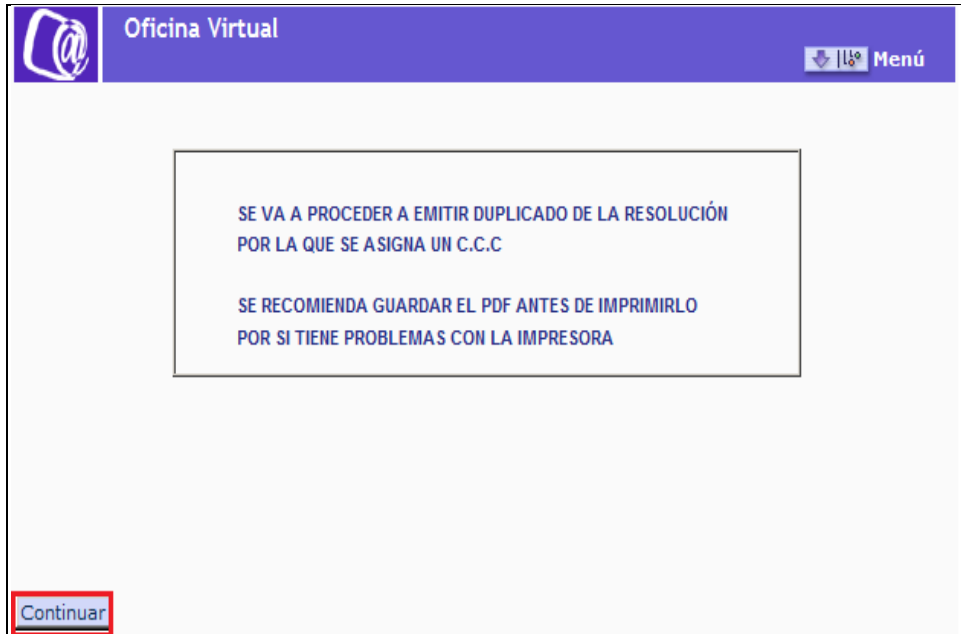 Oficina Virtual
Menú
SE VA A PROCEDER A EMITIR DUPLICADO DE LA RESOLUCIÓN
POR LA QUE SE ASIGNA UN C.C.C
SE RECOMIENDA GUARDAR EL PDF ANTES DE IMPRIMIRLO
POR SI TIENE PROBLEMAS CON LA IMPRESORA
Continuar